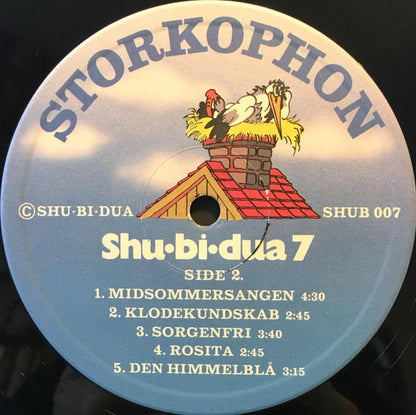 STORKOPHON
©SHU·BI·DUA
SHUB 007
Shu·bi·dua 7
SIDE 2.
1. MIDSOMMERSANGEN 4:30
2. KLODEKUNDSKAB 2:45
3. SORGENFRI 3:40
4. ROSITA 2:45
5. DEN HIMMELBLÅ 3:15